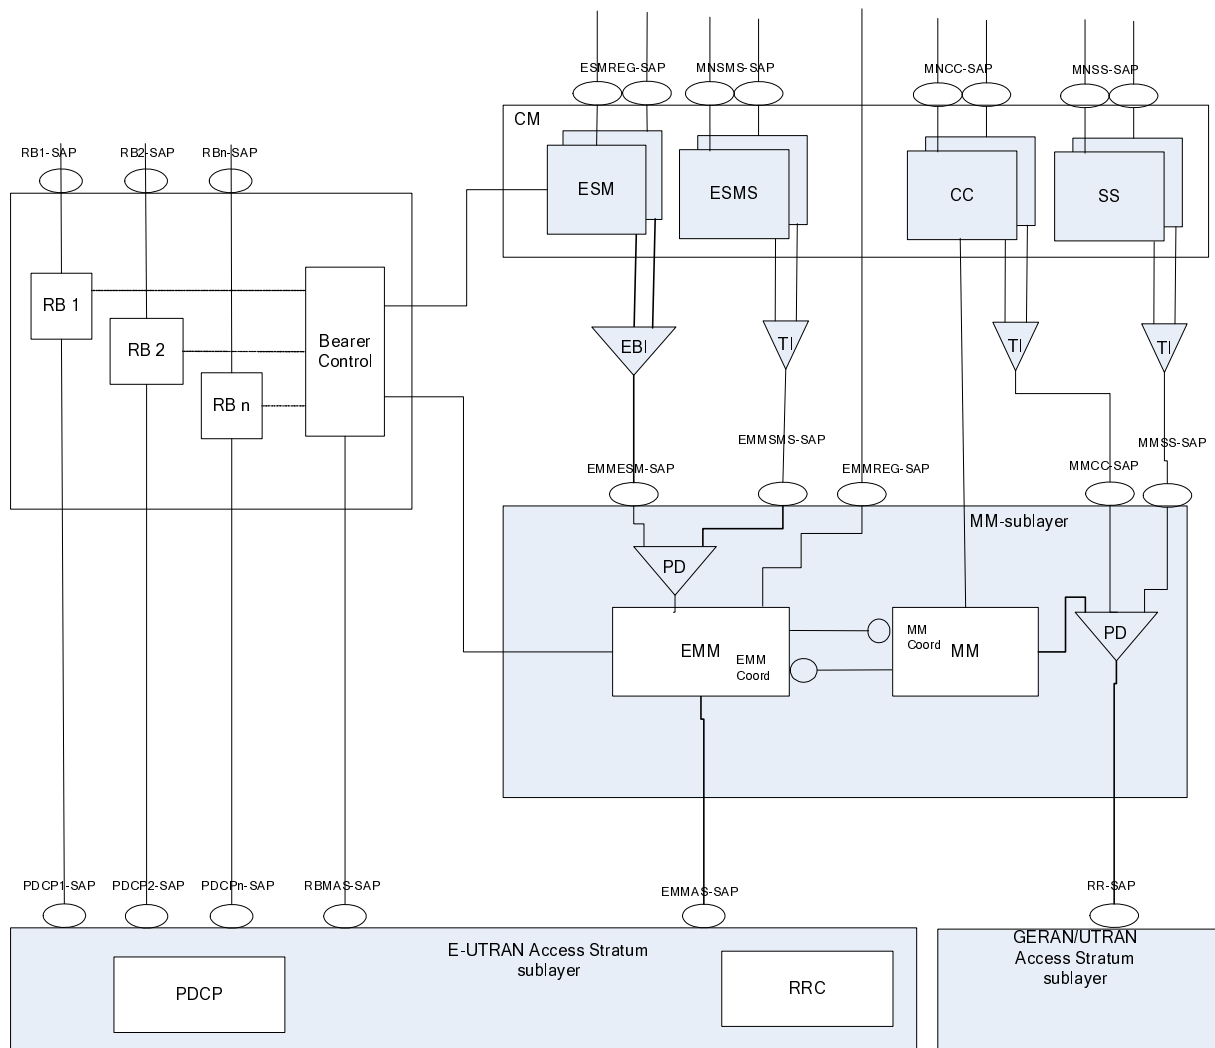 ESMREG-SAP
MNSMS-SAP
MNCC-SAP
MNSS-SAP
CM
RB1-SAP
RB2-SAP
RBn-SAP
ESM
ESMS
CC
SS
RB 1
RB 2
RB n
Bearer
Control
EBI
TI
TI
TI
EMMESM-SAP
EMMSMS-SAP
EMMREG-SAP
MMCC-SAP
MMSS-SAP
MM-sublayer
PD
EMM
EMM
Coord
MM
Coord
MM
PD
PDCP1-SAP
PDCP2-SAP
PDCPn-SAP
RBMAS-SAP
EMMAS-SAP
RR-SAP
E-UTRAN Access Stratum
sublayer
PDCP
RRC
GERAN/UTRAN
Access Stratum
sublayer